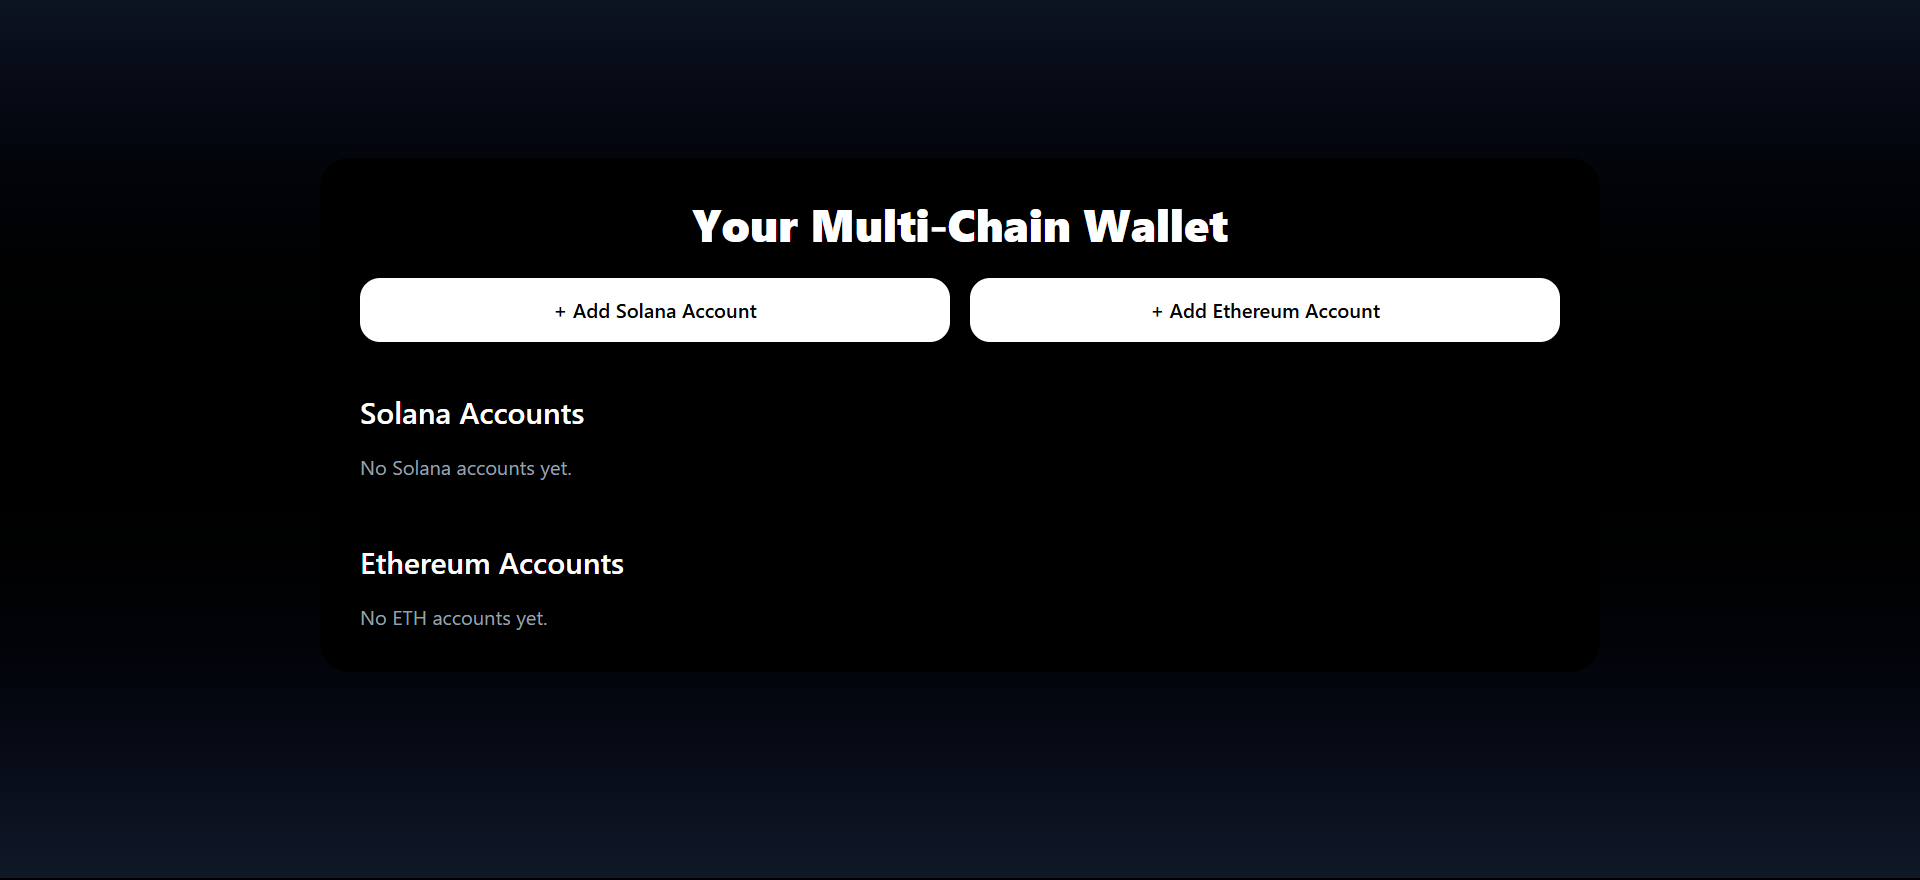 Your Multi-Chain Wallet
+ Add Solana Account
+ Add Ethereum Account
Solana Accounts
No Solana accounts yet.
Ethereum Accounts
No ETH accounts yet.